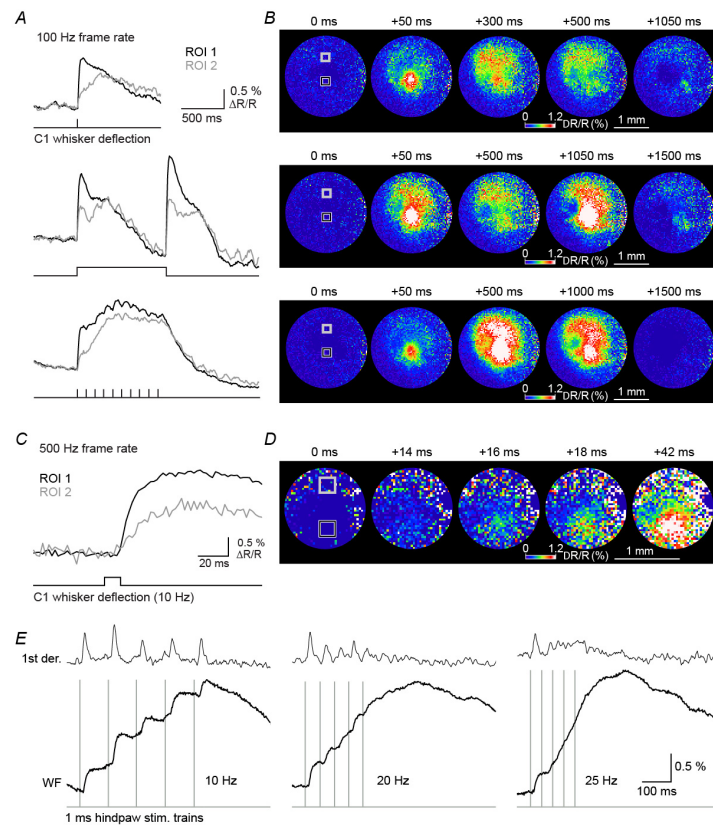 A
100 Hz frame rate
ROI 1
ROI 2
0.5 %
ΔR/R
500 ms
C1 whisker deflection
B
0 ms +50 ms +300 ms +500 ms +1050 ms
0 1.2 DR/R (%) 1 mm
0 ms +50 ms +500 ms +1050 ms +1500 ms
0 1.2 DR/R (%) 1 mm
0 ms +50 ms +500 ms +1000 ms +1500 ms
0 1.2 DR/R (%) 1 mm
C
500 Hz frame rate
ROI 1
ROI 2
0.5 %
ΔR/R
20 ms
C1 whisker deflection (10 Hz)
D
0 ms +14 ms +16 ms +18 ms +42 ms
0 1.2 DR/R (%) 1 mm
E
1st der.
WF
10 Hz
20 Hz
25 Hz
0.5 %
100 ms
1 ms hindpaw stim. trains